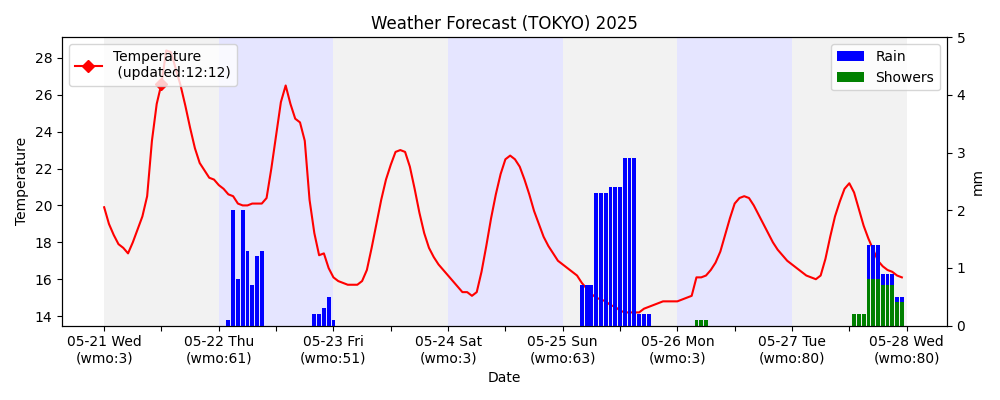 Weather Forecast (TOKYO) 2025
Temperature
(updated:12:12)
Rain
Showers
Temperature
28
26
24
22
20
18
16
14
5
4
3
2
1
0
mm
05-21 Wed
(wmo:3)
05-22 Thu
(wmo:61)
05-23 Fri
(wmo:51)
05-24 Sat
(wmo:3)
05-25 Sun
(wmo:63)
05-26 Mon
(wmo:3)
05-27 Tue
(wmo:80)
05-28 Wed
(wmo:80)
Date